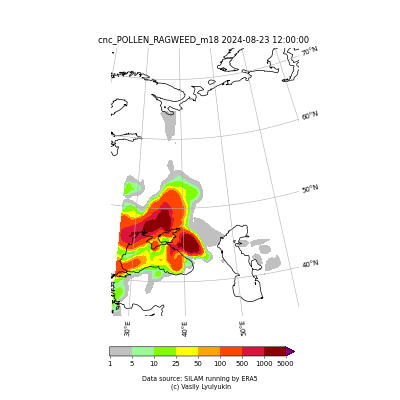 cnc_POLLEN_RAGWEED_m18 2024-08-23 12:00:00
70°N
60°N
50°N
40°N
30°E 40°E 50°E
1 5 10 25 50 100 500 1000 5000
Data source: SILAM running by ERA5
(c) Vasily Lyulyukin